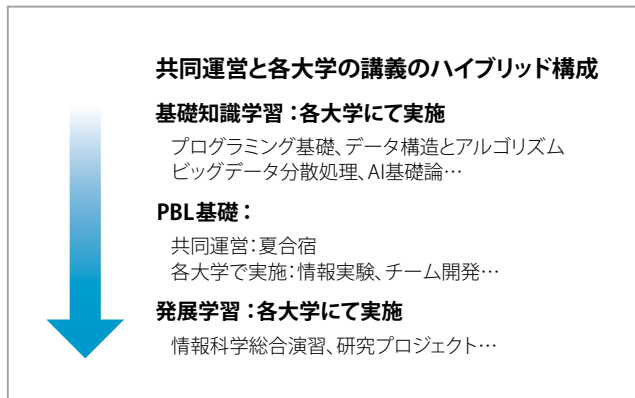 共同運営と各大学の講義のハイブリッド構成
基礎知識学習：各大学にて実施
プログラミング基礎、データ構造とアルゴリズム
ビッグデータ分散処理、AI基礎論…
PBL基礎：
共同運営：夏合宿
各大学で実施：情報実験、チーム開発…
発展学習：各大学にて実施
情報科学総合演習、研究プロジェクト…